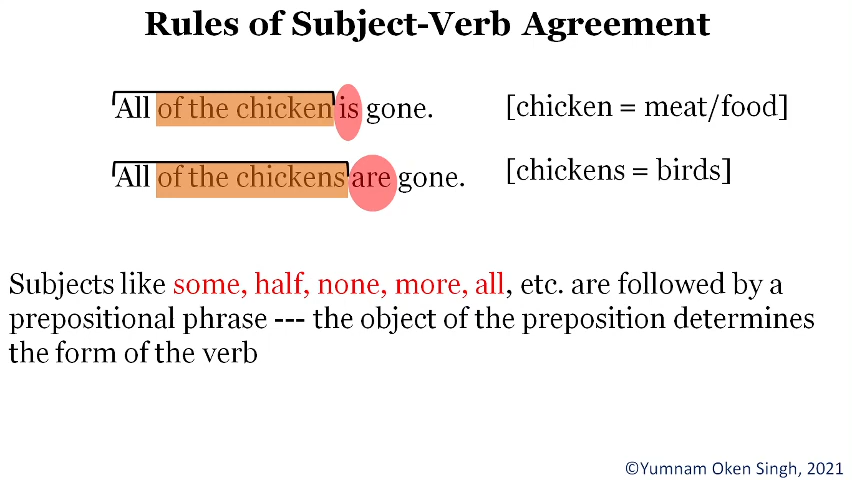 Rules of Subject-Verb Agreement
All of the chicken is gone. [chicken = meat/food]
All of the chickens are gone. [chickens = birds]
Subjects like some, half, none, more, all, etc. are followed by a
prepositional phrase --- the object of the preposition determines
the form of the verb
©Yumnam Oken Singh, 2021